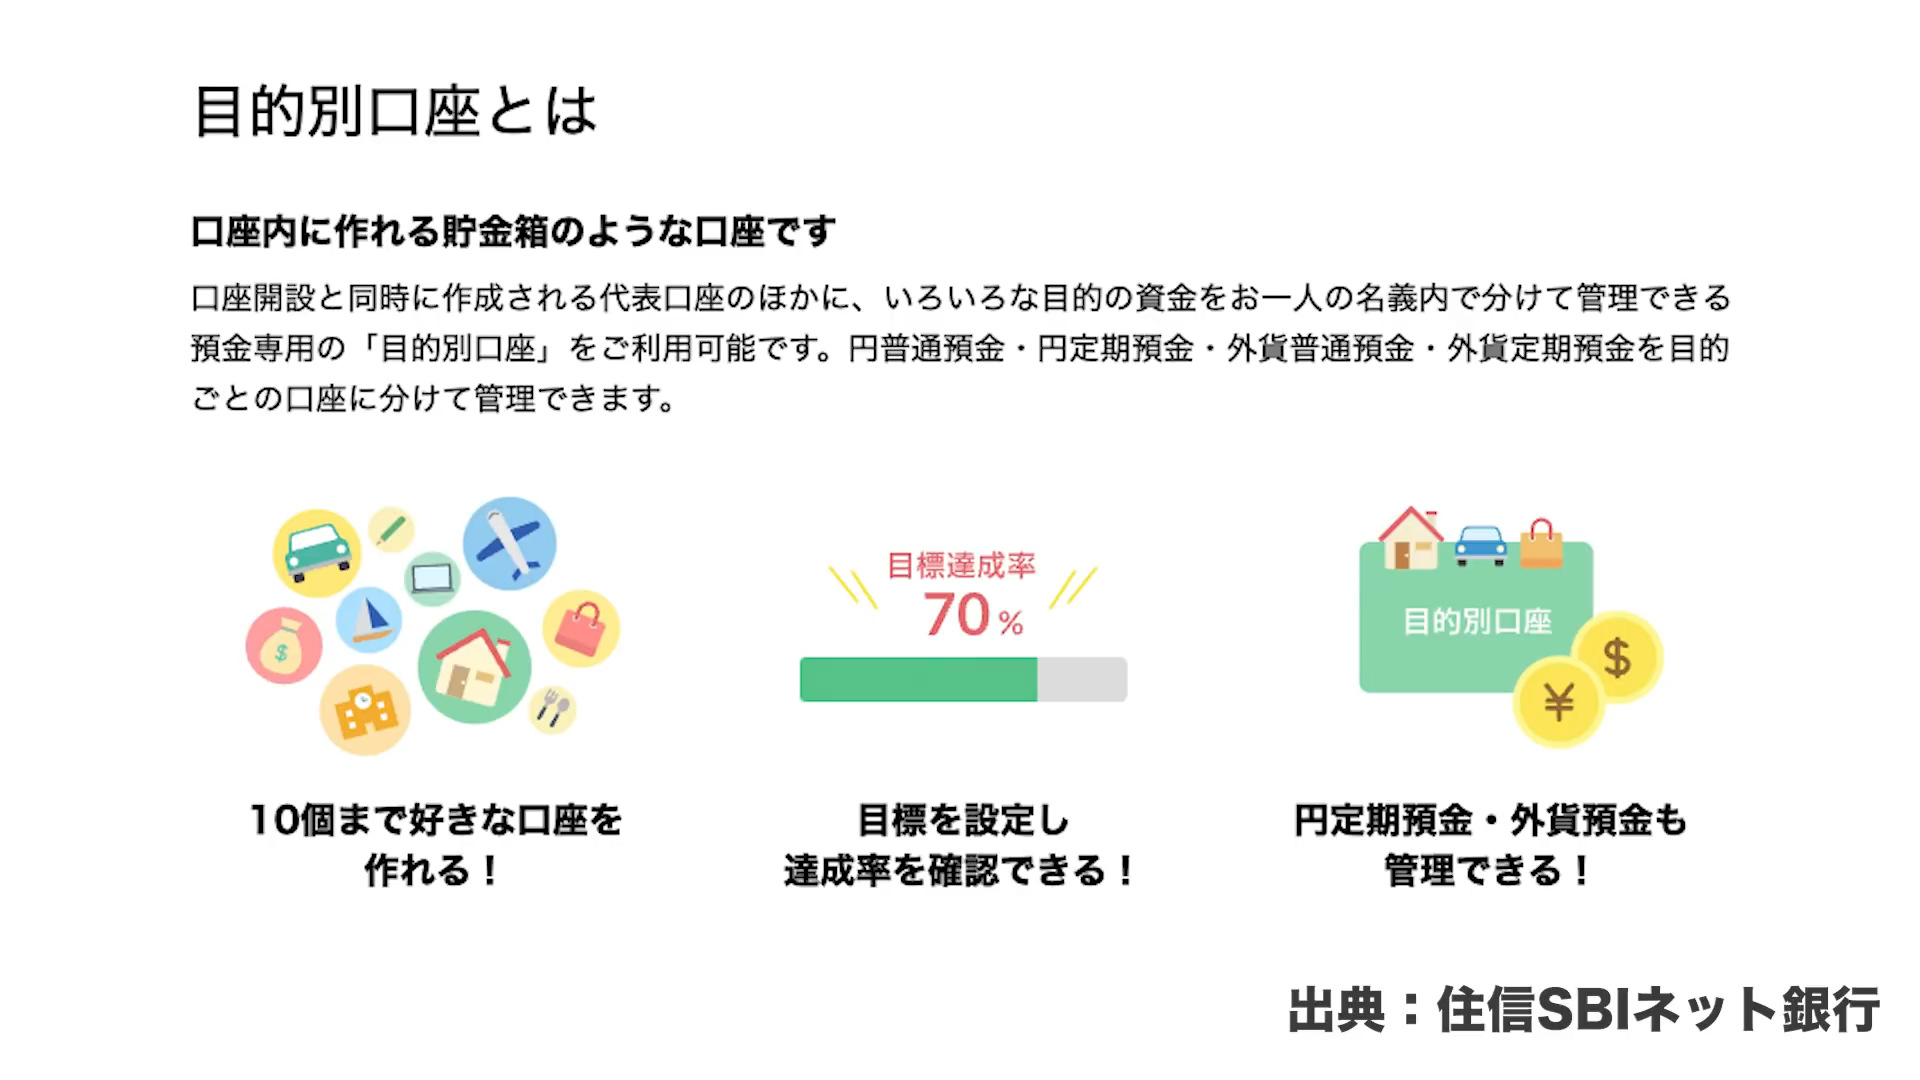 目的別口座とは
口座内に作れる貯金箱のような口座です
口座開設と同時に作成される代表口座のほかに、いろいろな目的の資金をお一人の名義内で分けて管理できる
預金専用の「目的別口座」をご利用可能です。円普通預金・円定期預金・外貨普通預金・外貨定期預金を目的
ごとの口座に分けて管理できます。
$
目標達成率
70%
目的別口座
$
¥
10個まで好きな口座を
作れる！
目標を設定し
達成率を確認できる！
円定期預金・外貨預金も
管理できる！
出典：住信SBIネット銀行